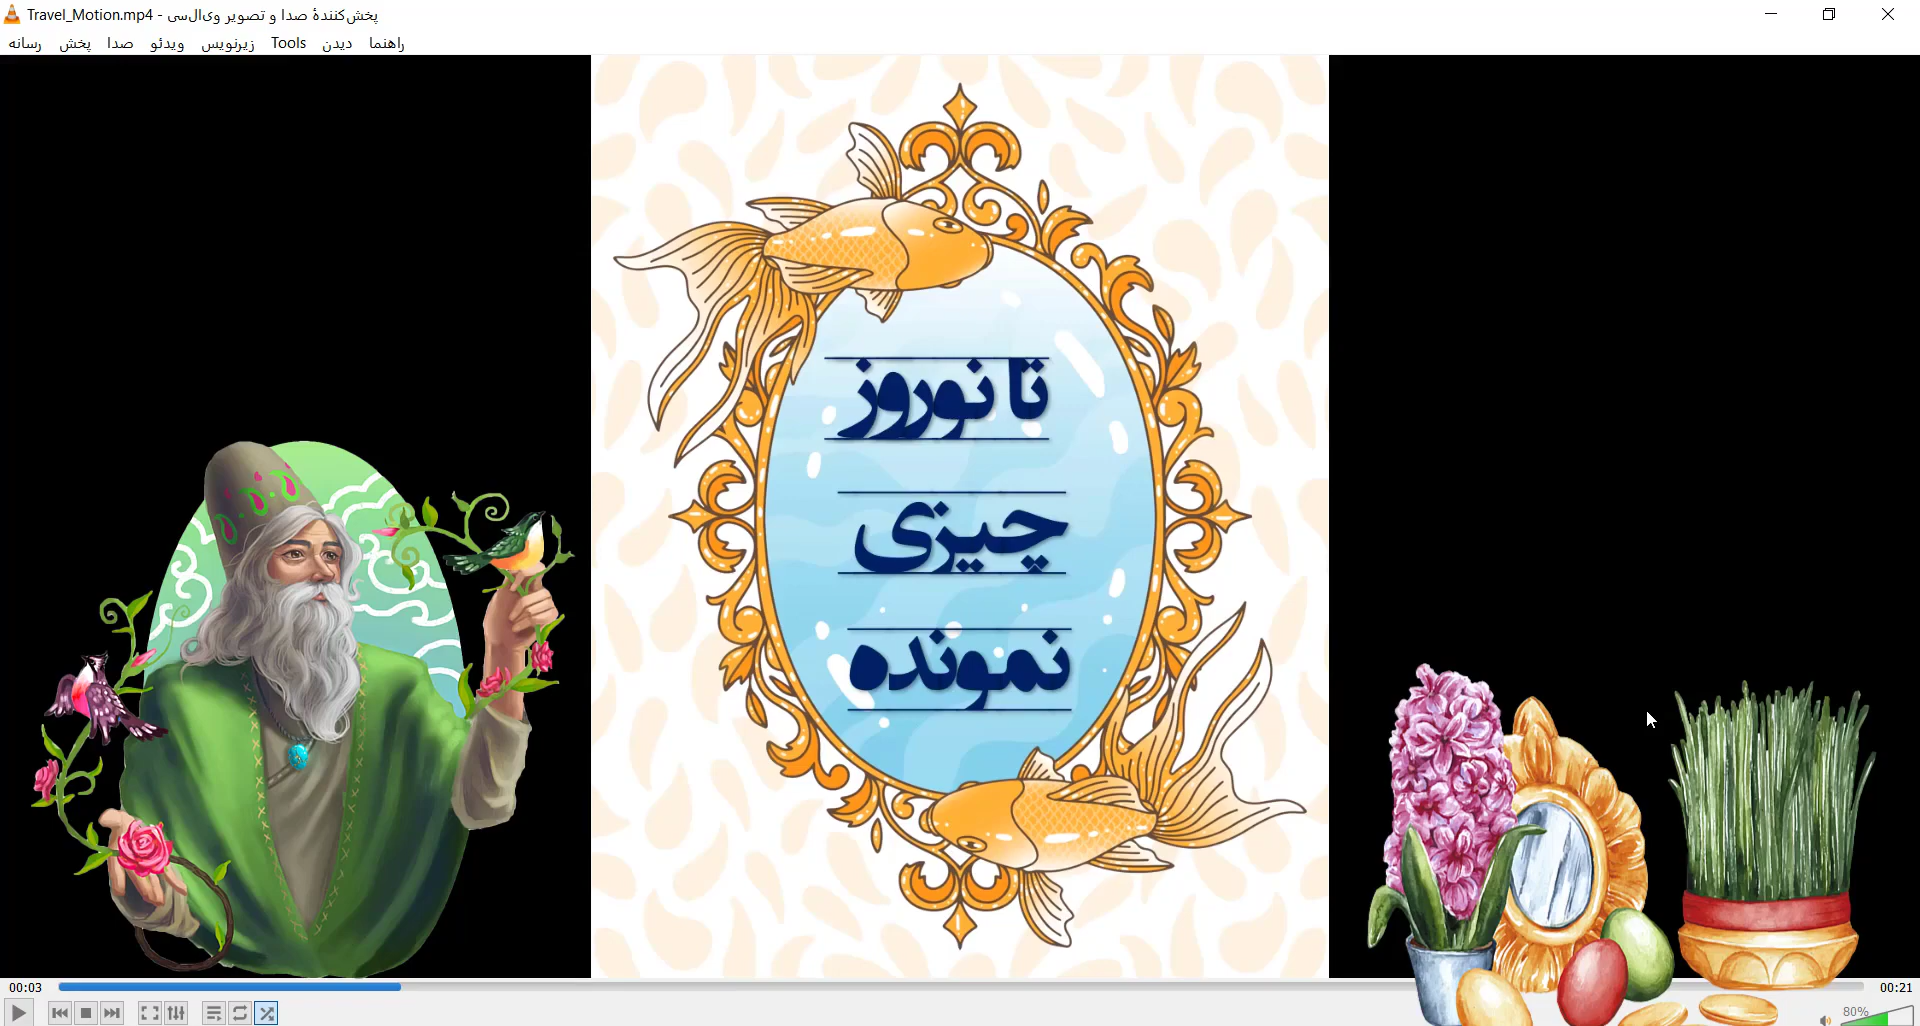 Travel_Motion.mp4 - پخش‌کنندهٔ صدا و تصویر وی‌ال‌سی
رسانه پخش صدا ویدئو زیرنویس Tools دیدن راهنما
تا نوروز
چیزی
نمونده
00:03 00:21
80%